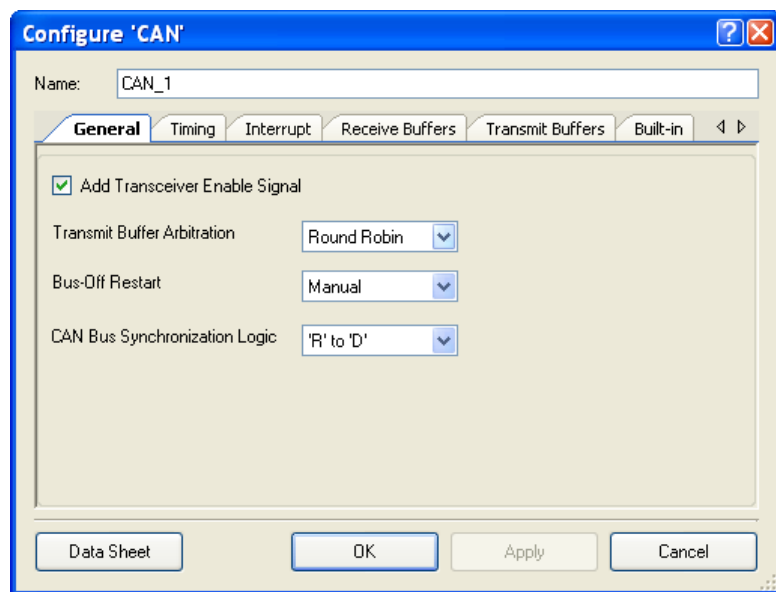 Configure 'CAN'
Name: CAN_1
General Timing Interrupt Receive Buffers Transmit Buffers Built-in
Add Transceiver Enable Signal
Transmit Buffer Arbitration Round Robin
Bus-Off Restart Manual
CAN Bus Synchronization Logic 'R' to 'D'
Data Sheet OK Apply Cancel